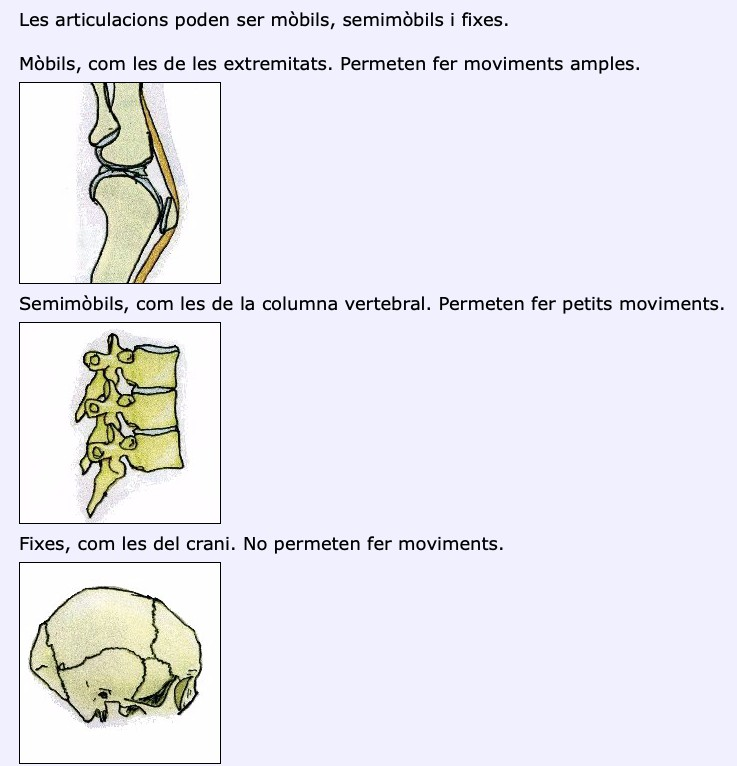 Les articulacions poden ser mòbils, semimòbils i fixes.
Mòbils, com les de les extremitats. Permeten fer moviments amples.
Semimòbils, com les de la columna vertebral. Permeten fer petits moviments.
Fixes, com les del crani. No permeten fer moviments.